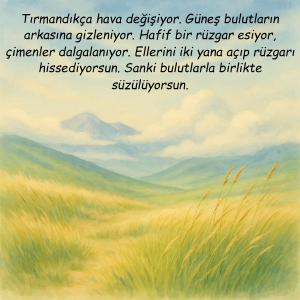 Tırmandıkça hava değişiyor. Güneş bulutların
arkasına gizleniyor. Hafif bir rüzgar esiyor,
çimenler dalgalanıyor. Ellerini iki yana açıp rüzgarı
hissediyorsun. Sanki bulutlarla birlikte
süzülüyorsun.